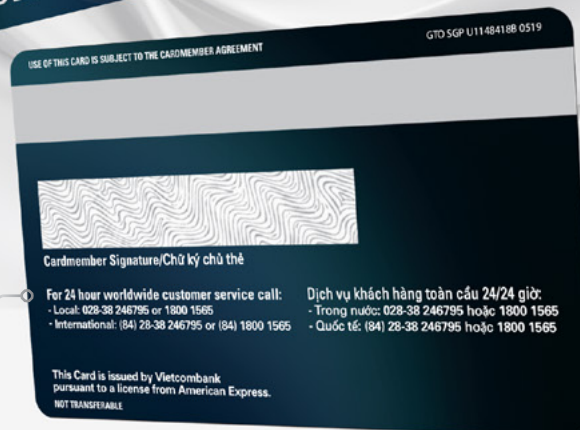 USE OF THIS CARD IS SUBJECT TO THE CARDMEMBER AGREEMENT
GTO SGP U1148418B 0519
Cardmember Signature/Chữ ký chủ thẻ
For 24 hour worldwide customer service call:
- Local: 028-38 246795 or 1800 1565
- International: (84) 28-38 246795 or (84) 1800 1565
Dịch vụ khách hàng toàn cầu 24/24 giờ:
- Trong nước: 028-38 246795 hoặc 1800 1565
- Quốc tế: (84) 28-38 246795 hoặc 1800 1565
This Card is issued by Vietcombank
pursuant to a license from American Express.
NOT TRANSFERABLE